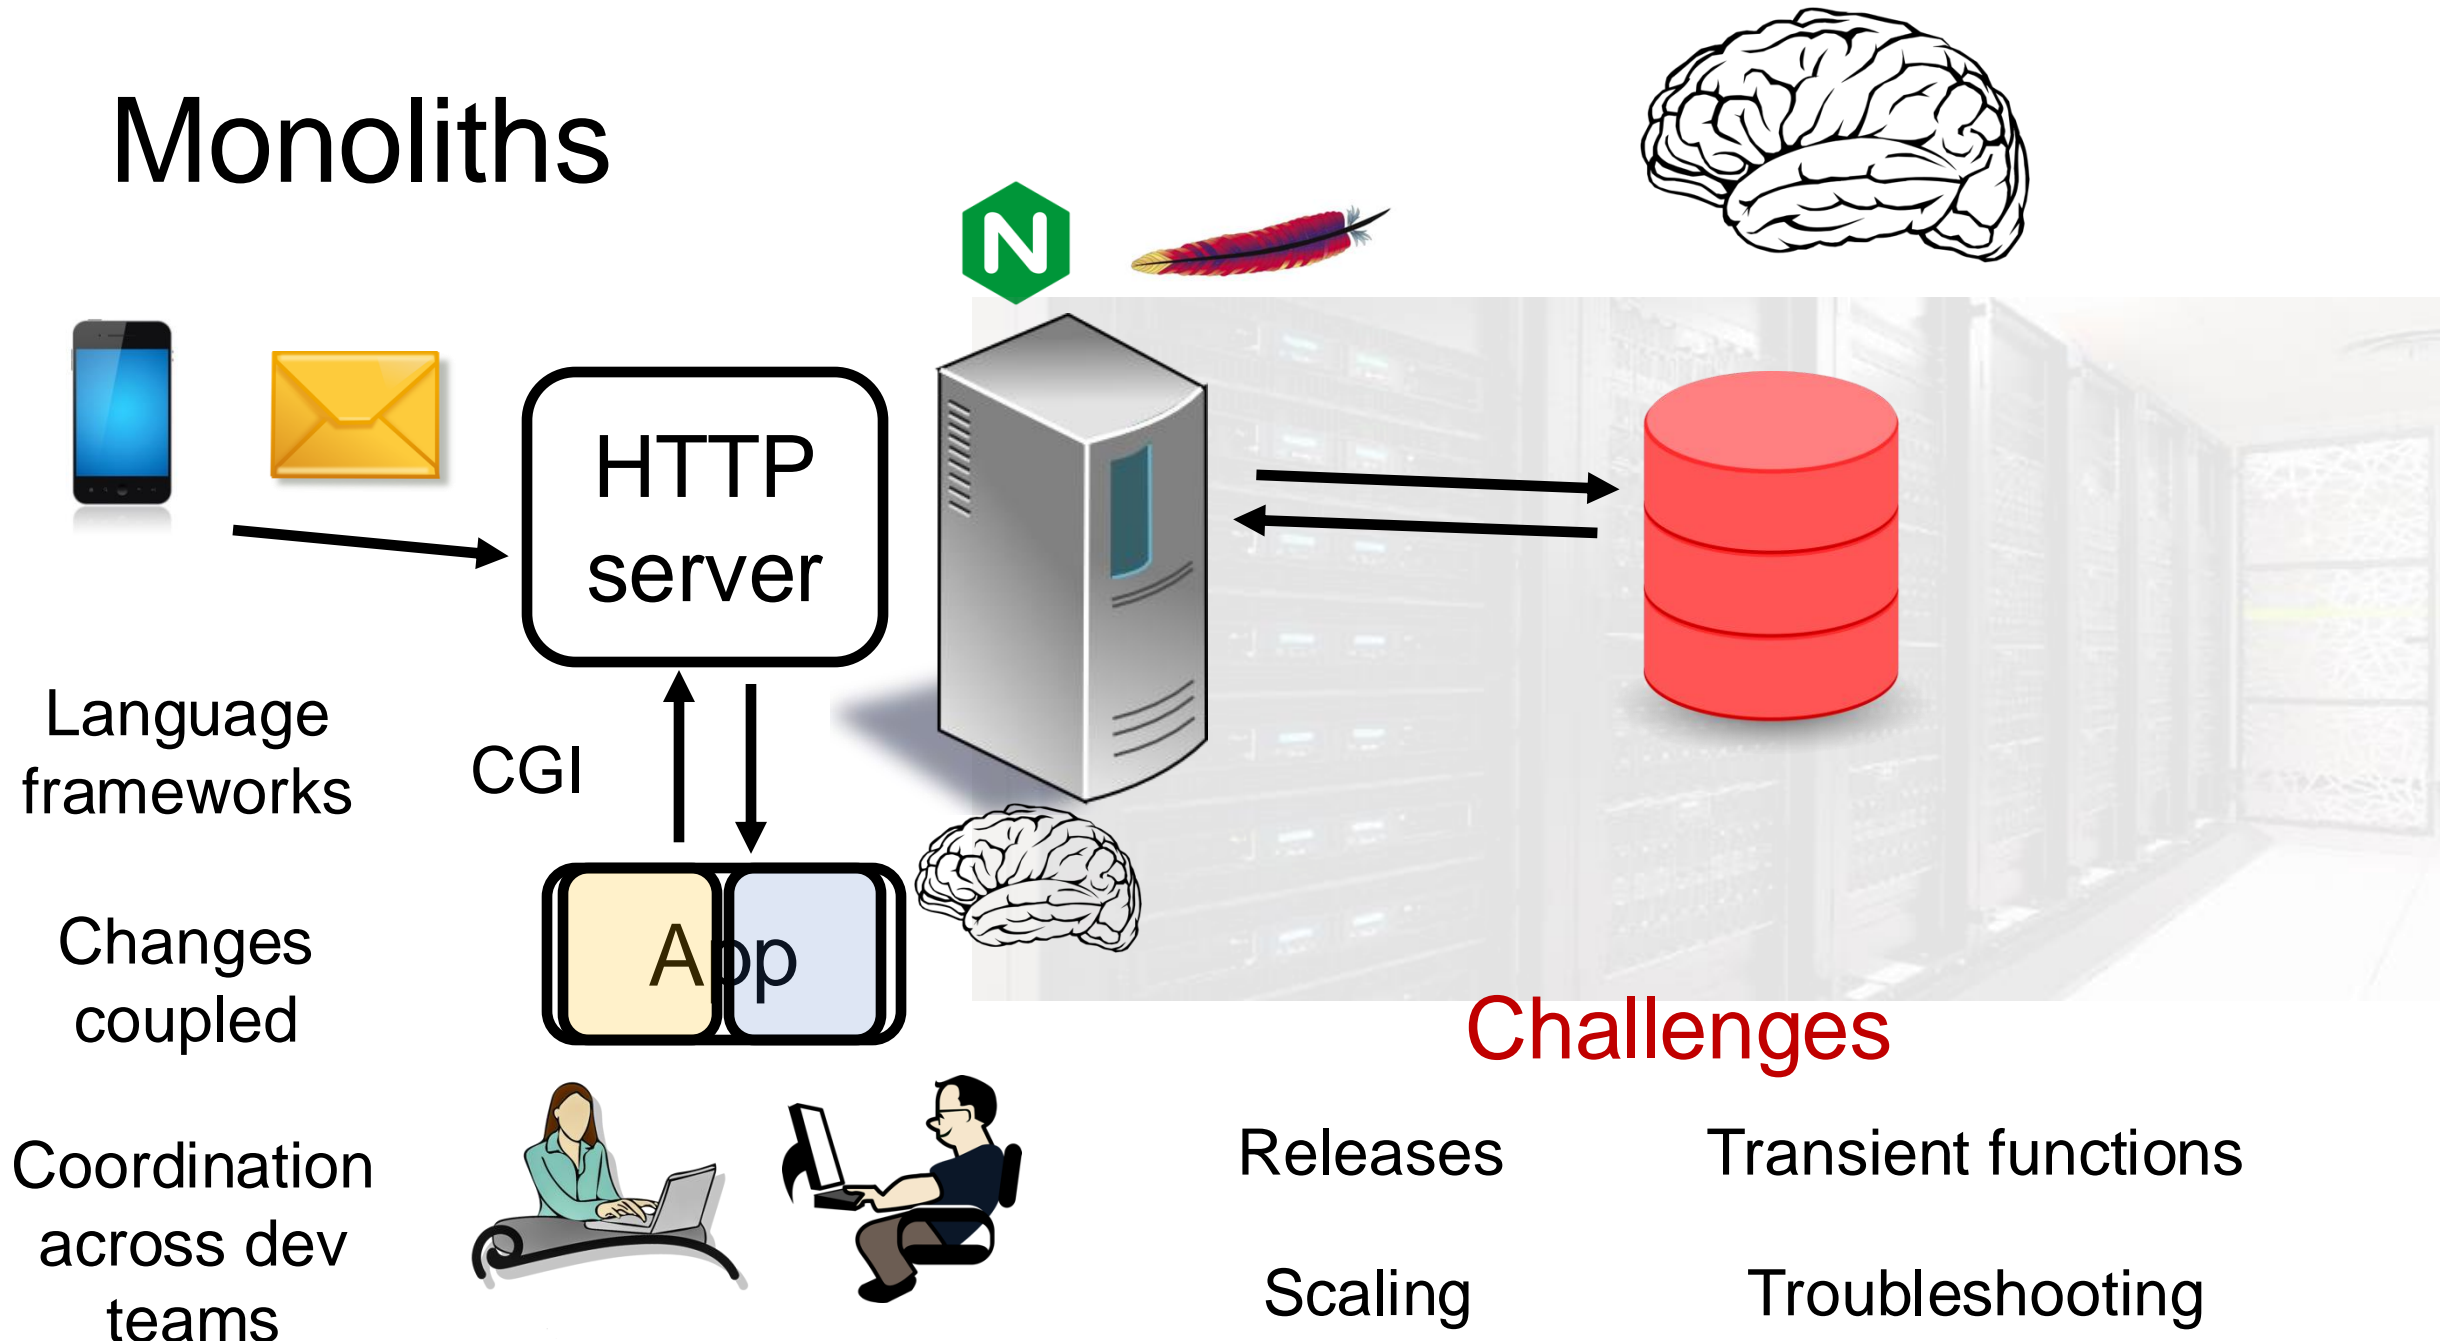 Monoliths
N
HTTP
server
Language
frameworks
CGI
Changes
coupled
App
Coordination
across dev
teams
Challenges
Releases
Transient functions
Scaling
Troubleshooting